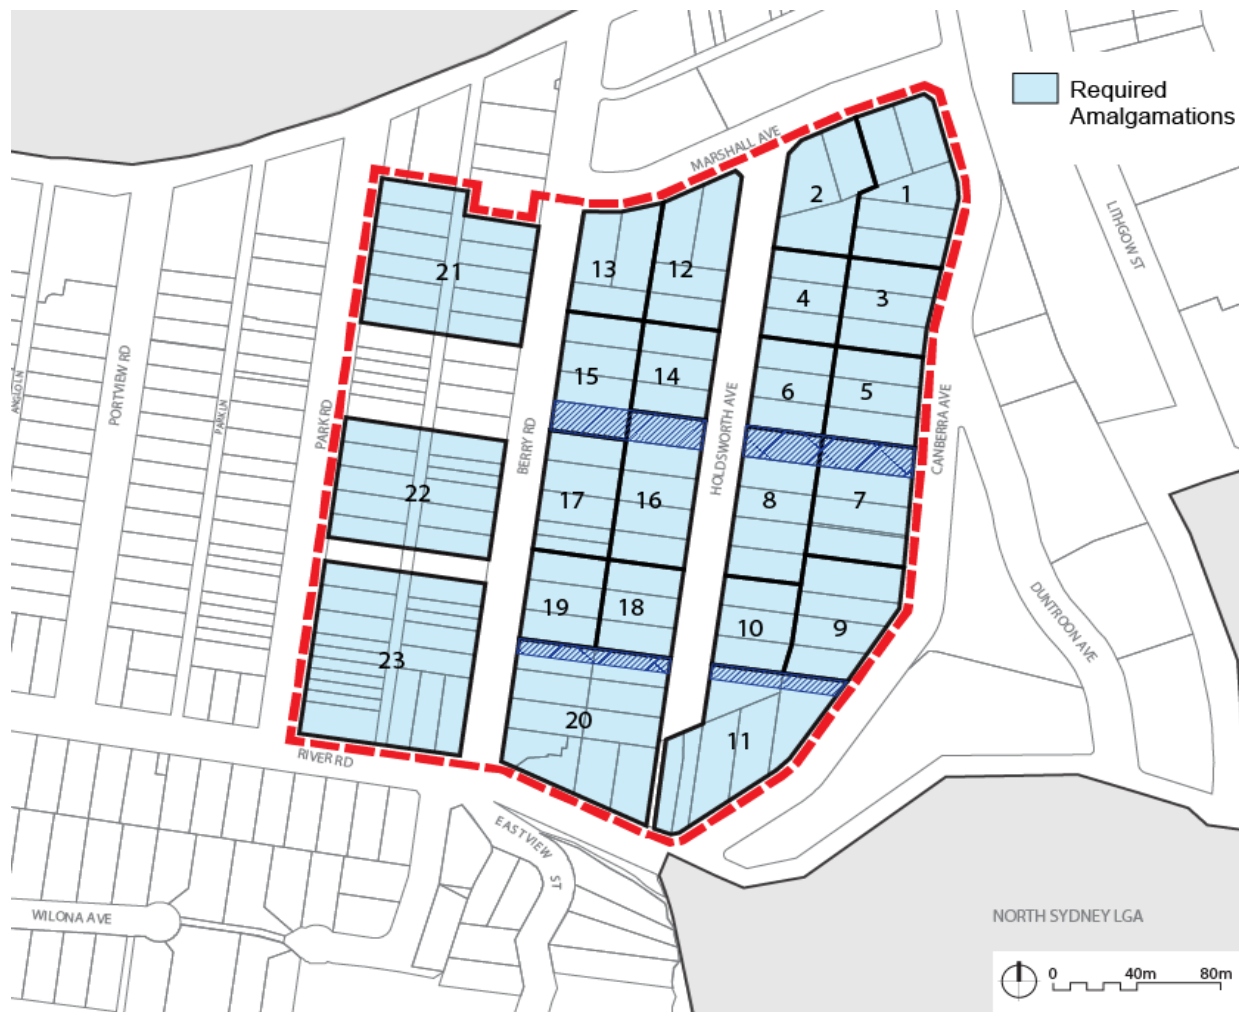 Required
Amalgamations
MARSHALL AVE
LITHGOW ST
2
1
21
13
12
4
3
PORTVIEW RD
ANGLO LN
PARK LN
PARK RD
15
14
6
5
BERRY RD
HOLDSWORTH AVE
CANBERRA AVE
22
17
16
8
7
19
18
10
9
DUNTROON AVE
23
20
11
RIVER RD
EASTVIEW ST
WILONA AVE
NORTH SYDNEY LGA
0 40m 80m